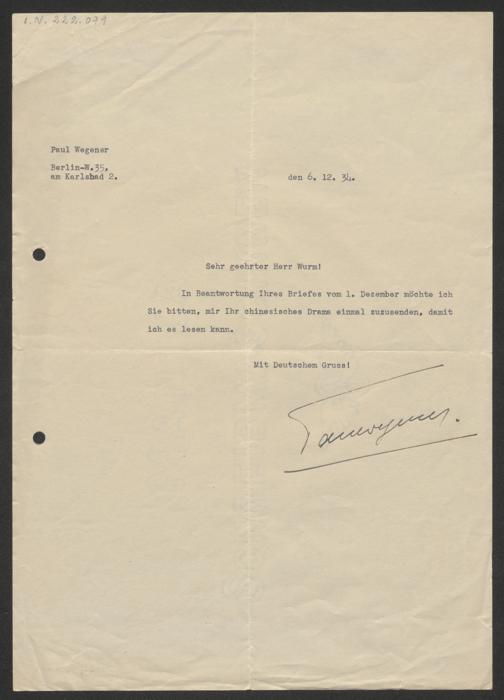 I.N. 222.079
Paul Wegener
Berlin-W.35,
am Karlsbad 2.
den 6. 12. 34.
Sehr geehrter Herr Wurm!
In Beantwortung Ihres Briefes vom 1. Dezember möchte ich
Sie bitten, mir Ihr chinesisches Drama einmal zuzusenden, damit
ich es lesen kann.
Mit Deutschem Gruss!
Paulwegener.